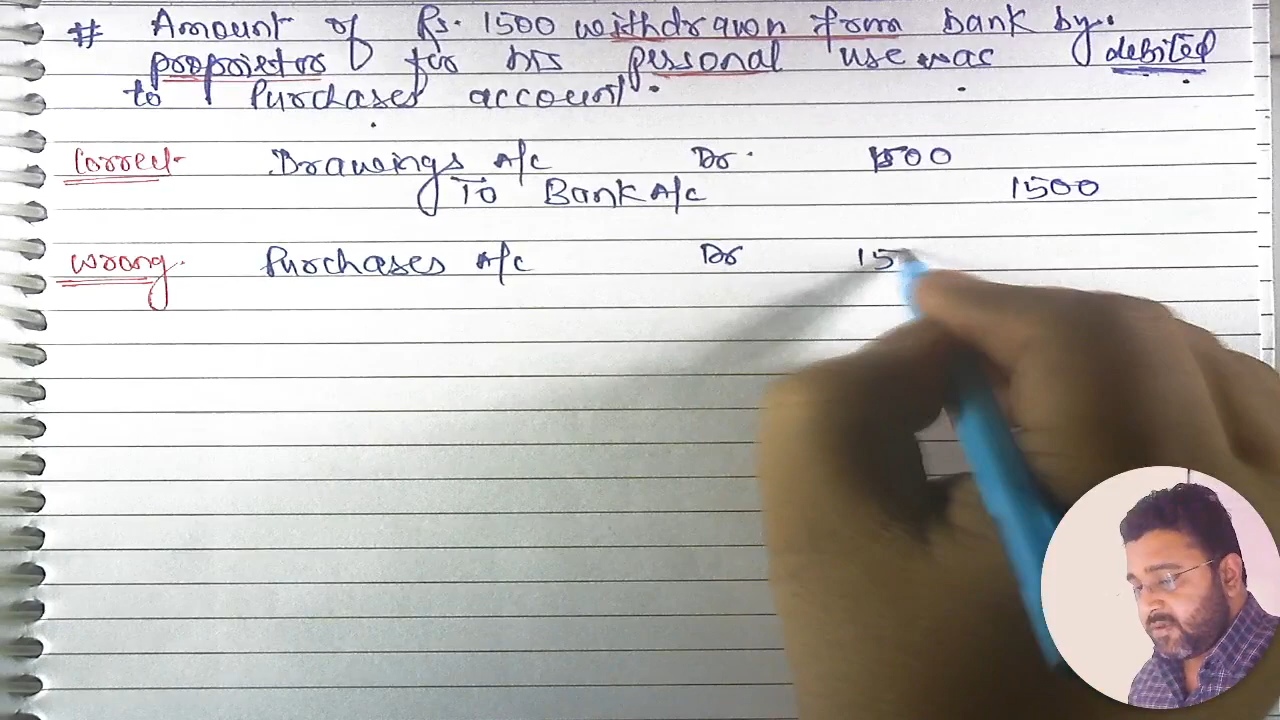 # Amount of Rs. 1500 withdrawn from bank by
proprietor for his personal use was debited
to Purchases account.
Correct- Drawings A/c Dr. 1500
To Bank A/c 1500
Wrong. Purchases A/c Dr 15